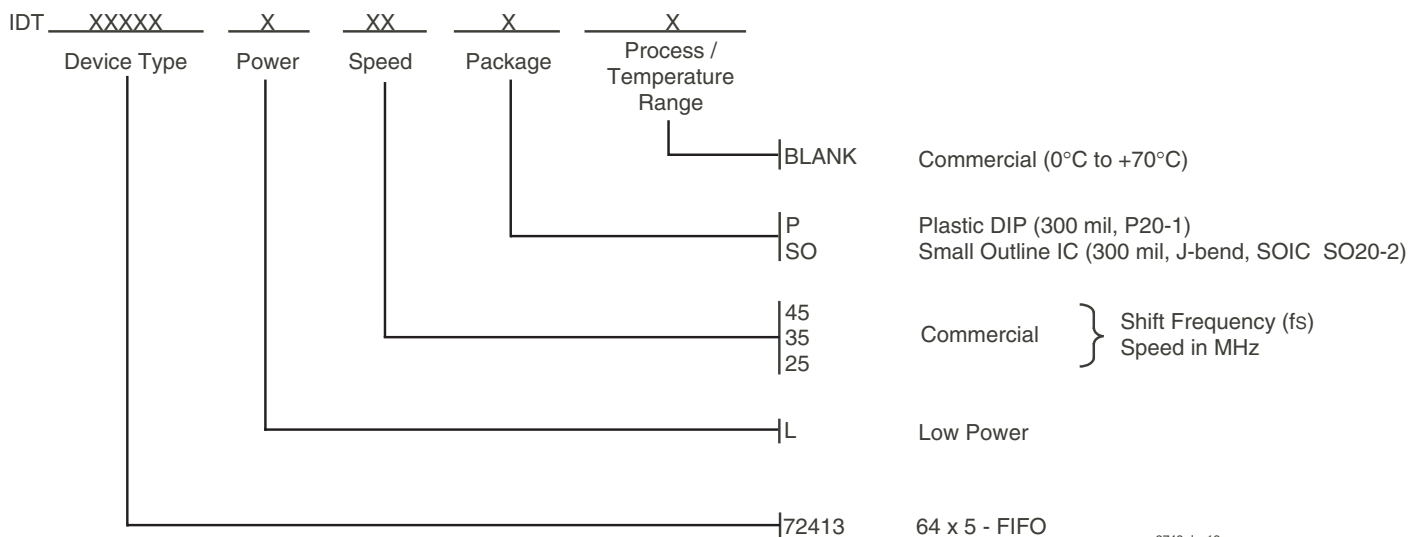 IDT XXXXX X XX X X
Device Type Power Speed Package Process / Temperature Range
BLANK Commercial (0°C to +70°C)
P Plastic DIP (300 mil, P20-1)
SO Small Outline IC (300 mil, J-bend, SOIC SO20-2)
45
35 Commercial } Shift Frequency (fS)
25 Speed in MHz
L Low Power
72413 64 x 5 - FIFO